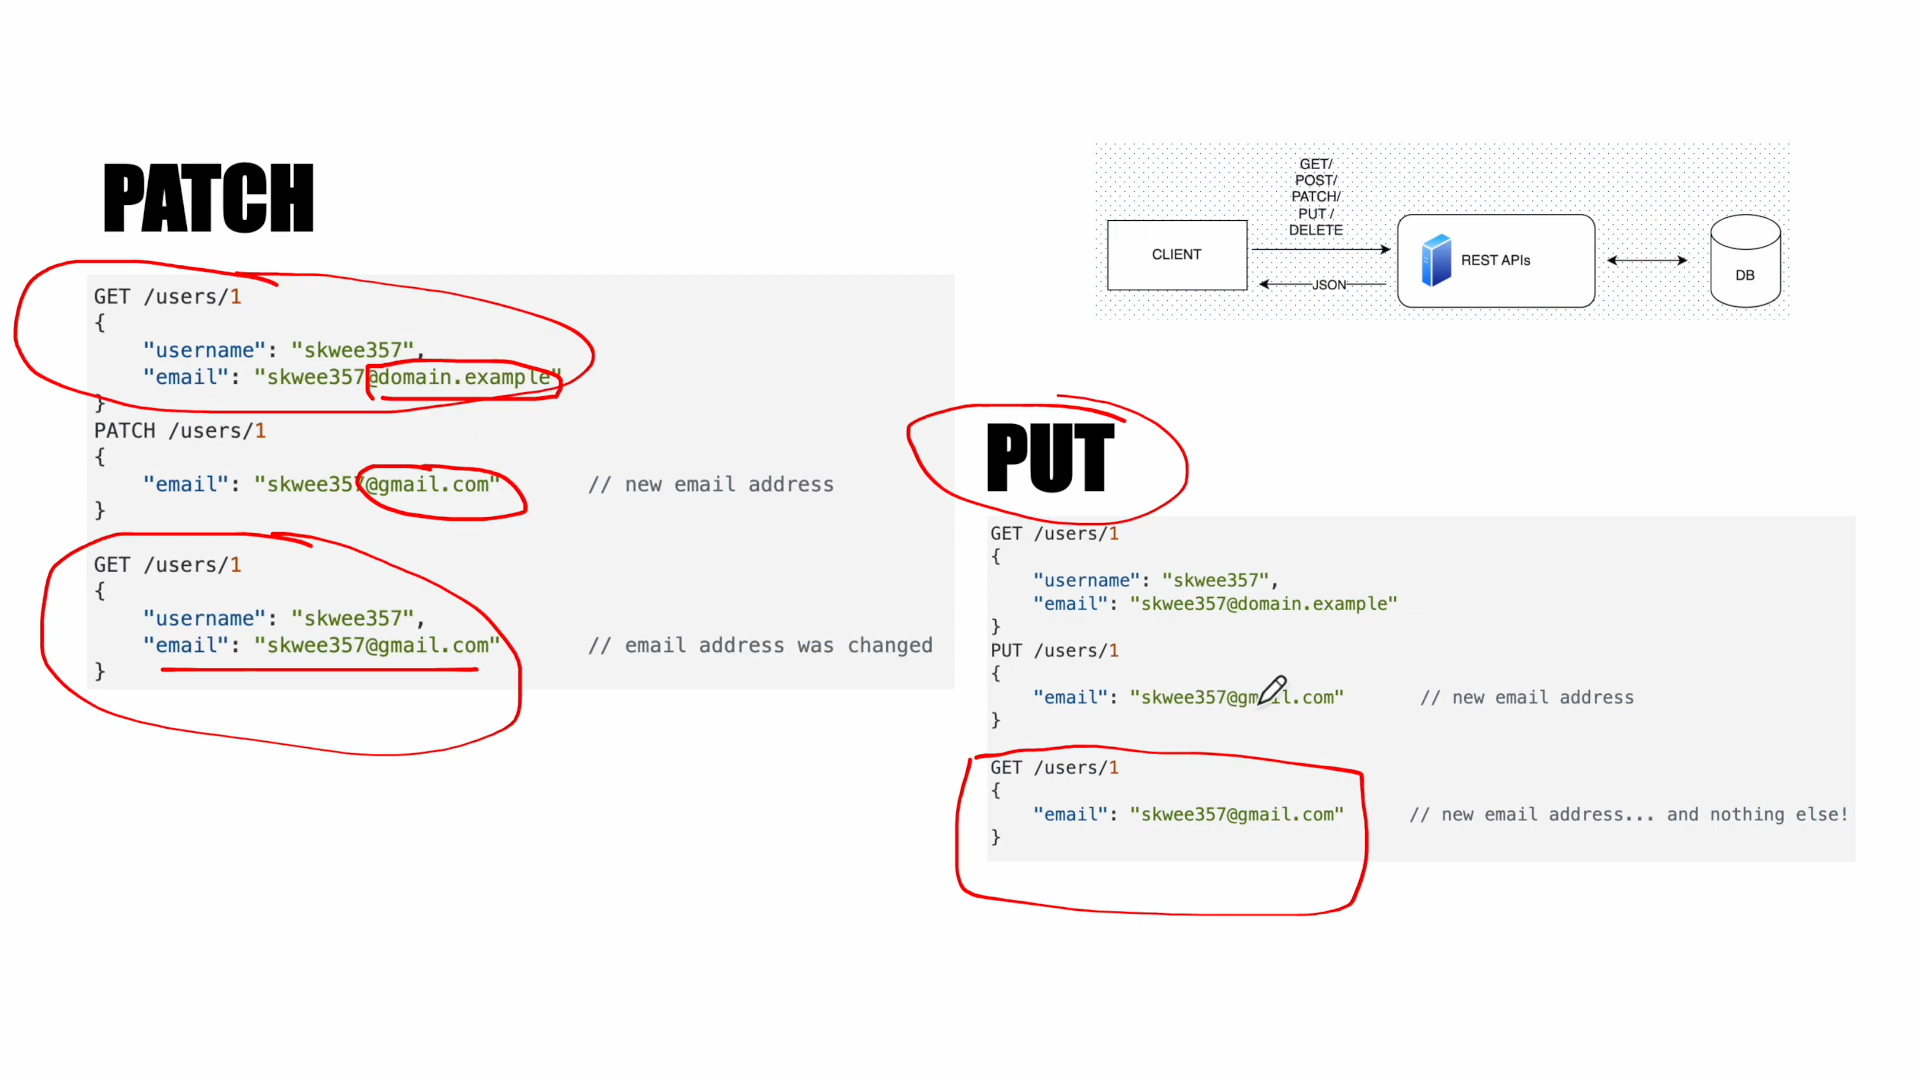 PATCH
GET /users/1
{
"username": "skwee357",
"email": "skwee357@domain.example"
}
PATCH /users/1
{
"email": "skwee357@gmail.com" // new email address
}
GET /users/1
{
"username": "skwee357",
"email": "skwee357@gmail.com" // email address was changed
}
GET/
POST/
PATCH/
PUT /
DELETE
CLIENT
JSON
REST APIs
DB
PUT
GET /users/1
{
"username": "skwee357",
"email": "skwee357@domain.example"
}
PUT /users/1
{
"email": "skwee357@gmail.com" // new email address
}
GET /users/1
{
"email": "skwee357@gmail.com" // new email address... and nothing else!
}